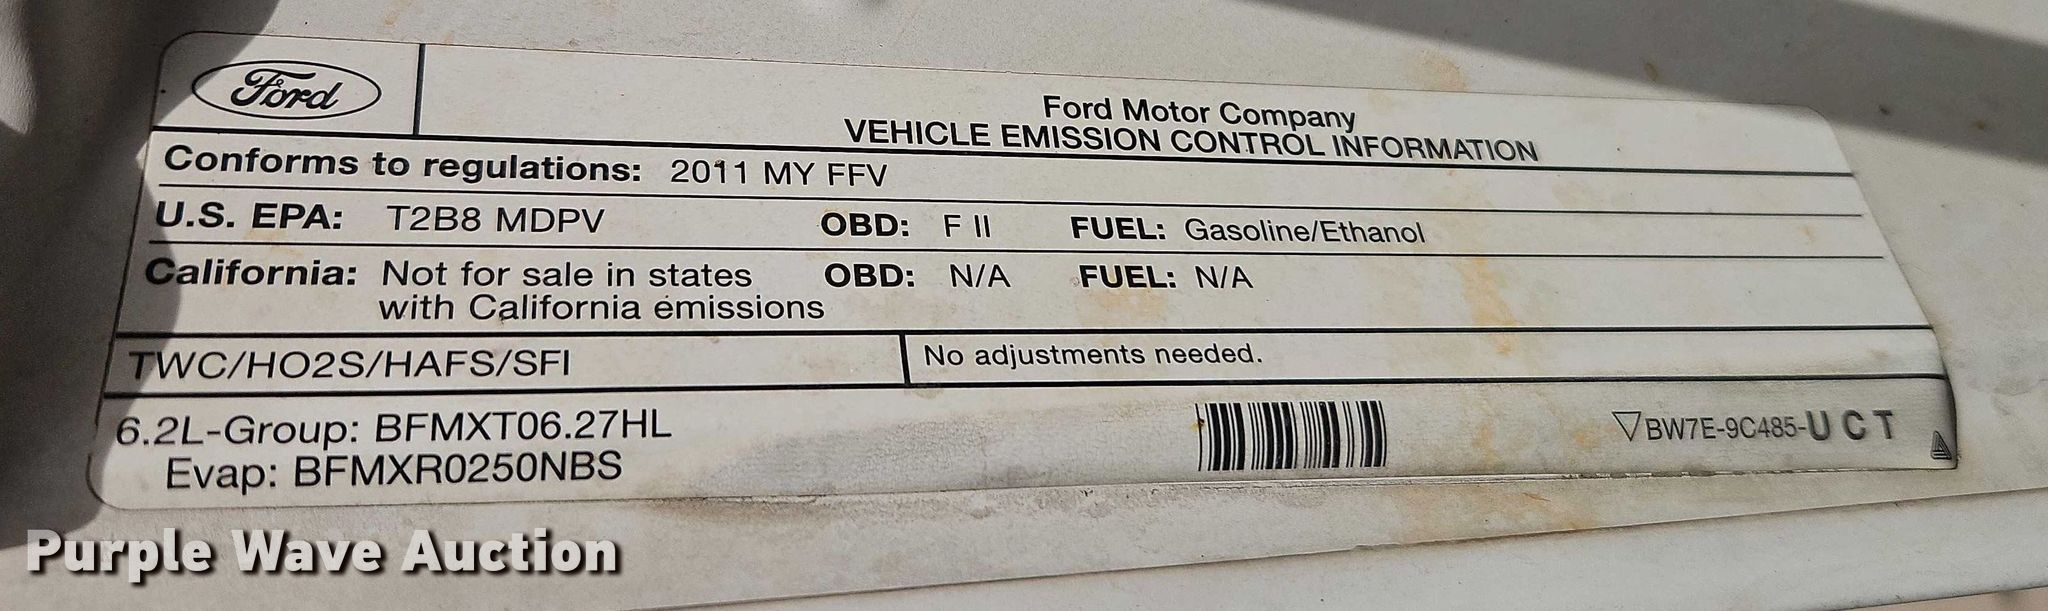 Ford
Ford Motor Company
VEHICLE EMISSION CONTROL INFORMATION
Conforms to regulations: 2011 MY FFV
U.S. EPA: T2B8 MDPV OBD: F II FUEL: Gasoline/Ethanol
California: Not for sale in states OBD: N/A FUEL: N/A
with California emissions
TWC/HO2S/HAFS/SFI No adjustments needed.
6.2L-Group: BFMXT06.27HL
▽BW7E-9C485-UCT
Evap: BFMXR0250NBS
Purple Wave Auction